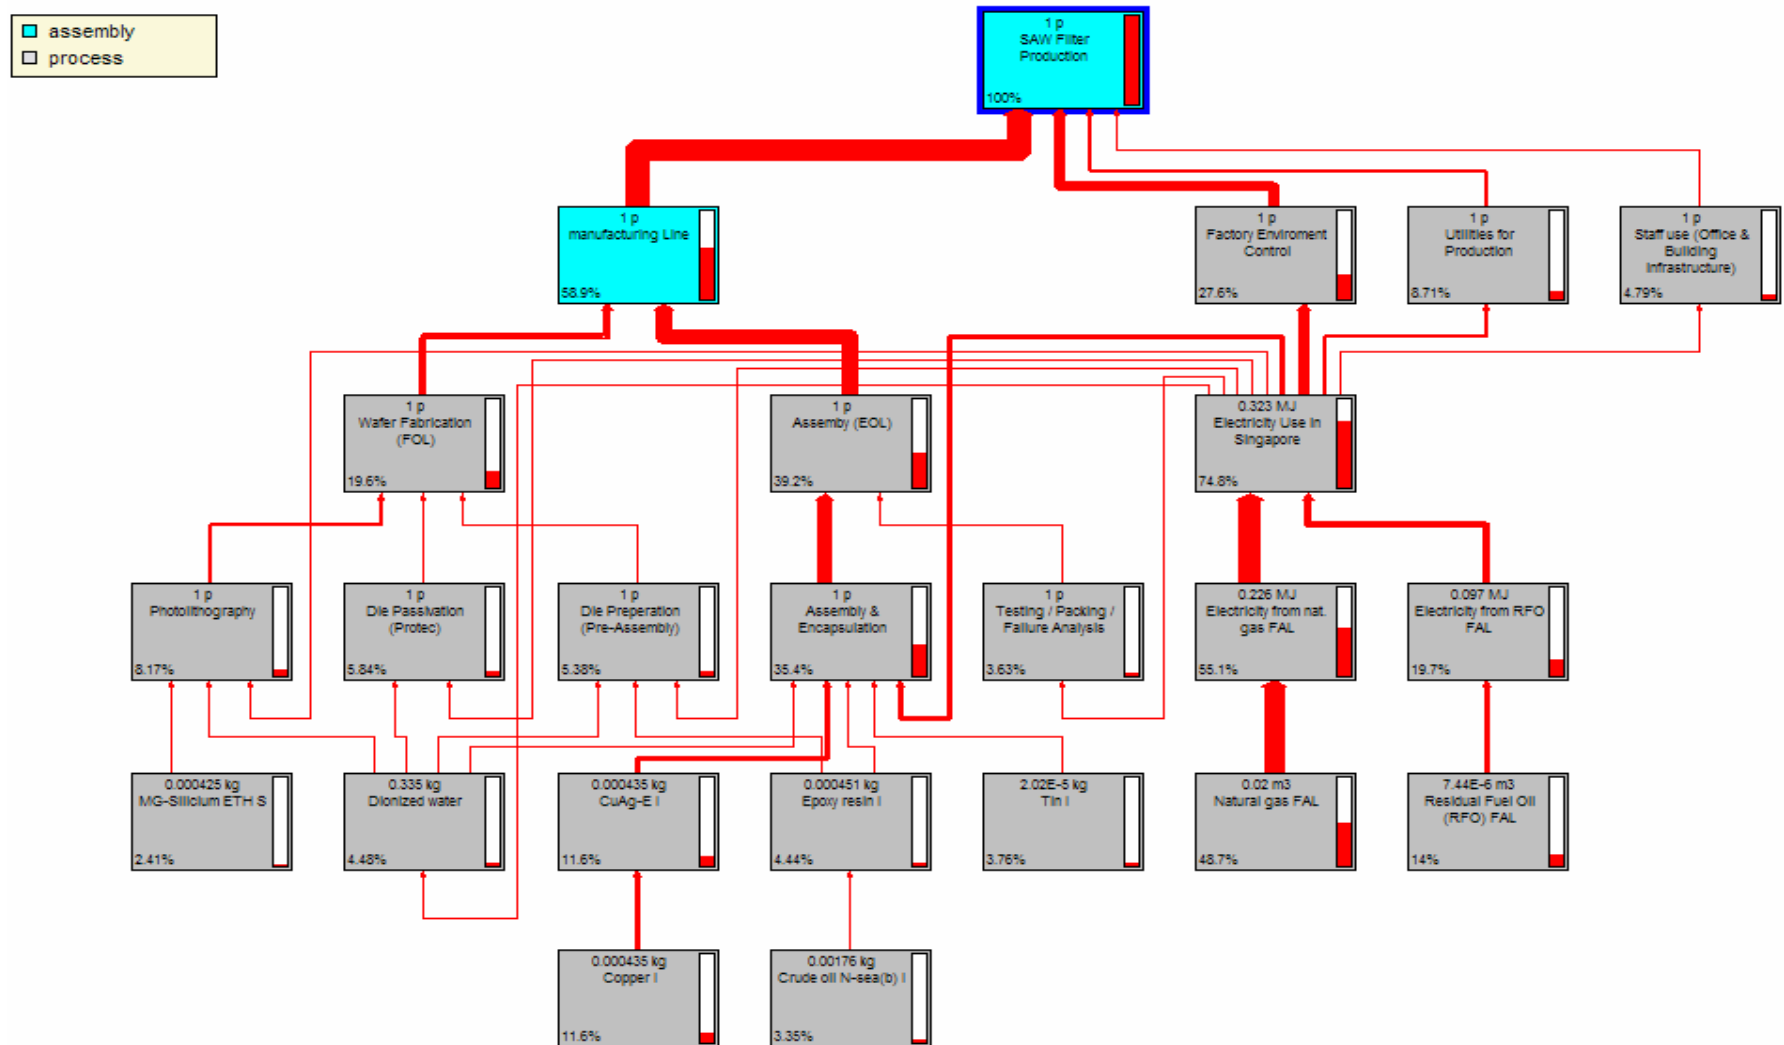 assembly
process
1 p
SAW Filter
Production
100%
1 p
manufacturing Line
58.9%
1 p
Factory Enviroment
Control
27.6%
1 p
Utilities for
Production
8.71%
1 p
Staff use (Office &
Building
Infrastructure)
4.79%
1 p
Wafer Fabrication
(FOL)
19.6%
1 p
Assemby (EOL)
39.2%
0.323 MJ
Electricity Use in
Singapore
74.8%
1 p
Photolithography
8.17%
1 p
Die Passivation
(Protec)
5.84%
1 p
Die Preperation
(Pre-Assembly)
5.38%
1 p
Assembly &
Encapsulation
35.4%
1 p
Testing / Packing /
Failure Analysis
3.63%
0.226 MJ
Electricity from nat.
gas FAL
55.1%
0.097 MJ
Electricity from RFO
FAL
19.7%
0.000425 kg
MG-Silicium ETH S
2.41%
0.335 kg
Dionized water
4.48%
0.000435 kg
CuAg-E I
11.6%
0.000451 kg
Epoxy resin I
4.44%
2.02E-5 kg
Tin I
3.76%
0.02 m3
Natural gas FAL
48.7%
7.44E-6 m3
Residual Fuel Oil
(RFO) FAL
14%
0.000435 kg
Copper I
11.6%
0.00176 kg
Crude oil N-sea(b) I
3.35%